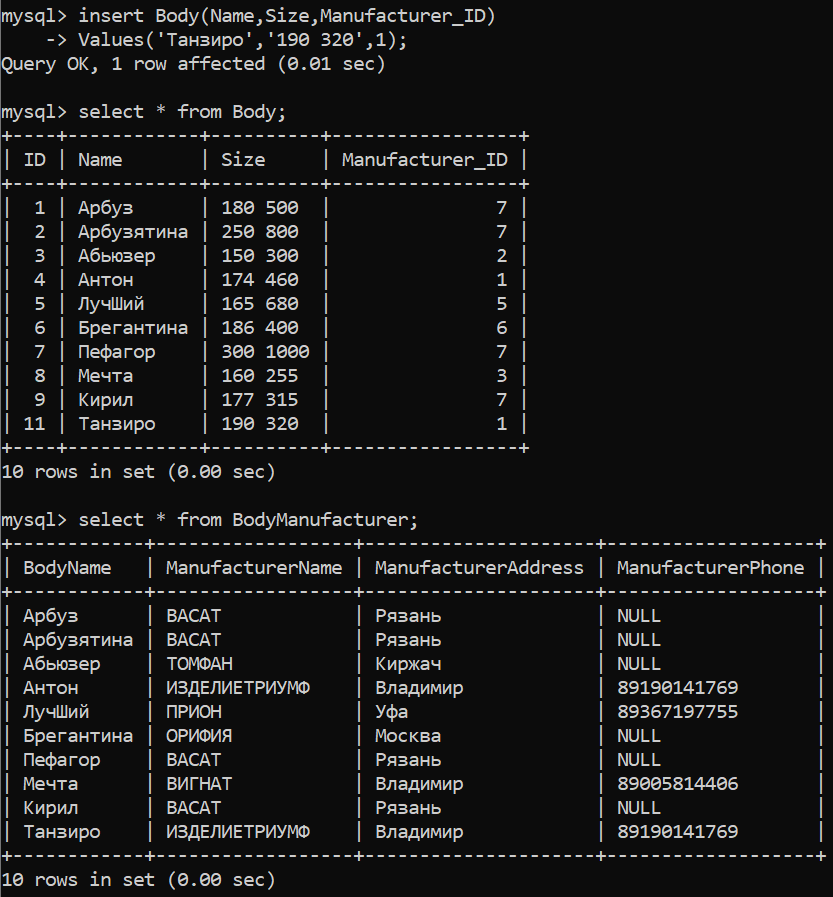 mysql> insert Body(Name,Size,Manufacturer_ID)
    -> Values('Танзиро','190 320',1);
Query OK, 1 row affected (0.01 sec)

mysql> select * from Body;
+----+------------+----------+-----------------+
| ID | Name       | Size     | Manufacturer_ID |
+----+------------+----------+-----------------+
|  1 | Арбуз      | 180 500  |               7 |
|  2 | Арбузятина | 250 800  |               7 |
|  3 | Абьюзер    | 150 300  |               2 |
|  4 | Антон      | 174 460  |               1 |
|  5 | ЛучШий     | 165 680  |               5 |
|  6 | Брегантина | 186 400  |               6 |
|  7 | Пефагор    | 300 1000 |               7 |
|  8 | Мечта      | 160 255  |               3 |
|  9 | Кирил      | 177 315  |               7 |
| 11 | Танзиро    | 190 320  |               1 |
+----+------------+----------+-----------------+
10 rows in set (0.00 sec)

mysql> select * from BodyManufacturer;
+------------+------------------+---------------------+-------------------+
| BodyName   | ManufacturerName | ManufacturerAddress | ManufacturerPhone |
+------------+------------------+---------------------+-------------------+
| Арбуз      | ВАСАТ            | Рязань              | NULL              |
| Арбузятина | ВАСАТ            | Рязань              | NULL              |
| Абьюзер    | ТОМФАН           | Киржач              | NULL              |
| Антон      | ИЗДЕЛИЕТРИУМФ    | Владимир            | 89190141769       |
| ЛучШий     | ПРИОН            | Уфа                 | 89367197755       |
| Брегантина | ОРИФИЯ           | Москва              | NULL              |
| Пефагор    | ВАСАТ            | Рязань              | NULL              |
| Мечта      | ВИГНАТ           | Владимир            | 89005814406       |
| Кирил      | ВАСАТ            | Рязань              | NULL              |
| Танзиро    | ИЗДЕЛИЕТРИУМФ    | Владимир            | 89190141769       |
+------------+------------------+---------------------+-------------------+
10 rows in set (0.00 sec)